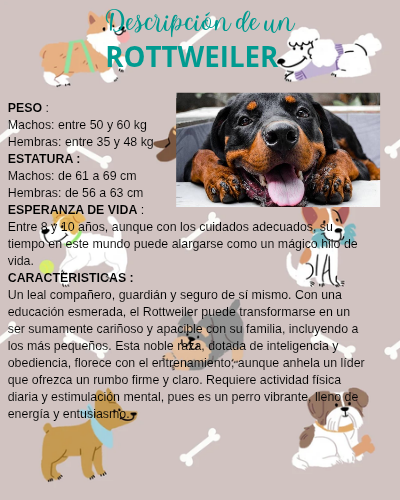 Descripción de un
ROTTWEILER
PESO :
Machos: entre 50 y 60 kg
Hembras: entre 35 y 48 kg
ESTATURA :
Machos: de 61 a 69 cm
Hembras: de 56 a 63 cm
ESPERANZA DE VIDA :
Entre 8 y 10 años, aunque con los cuidados adecuados, su
tiempo en este mundo puede alargarse como un mágico hilo de
vida.
CARACTERISTICAS :
Un leal compañero, guardián y seguro de sí mismo. Con una
educación esmerada, el Rottweiler puede transformarse en un
ser sumamente cariñoso y apacible con su familia, incluyendo a
los más pequeños. Esta noble raza, dotada de inteligencia y
obediencia, florece con el entrenamiento, aunque anhela un líder
que ofrezca un rumbo firme y claro. Requiere actividad física
diaria y estimulación mental, pues es un perro vibrante, lleno de
energía y entusiasmo.